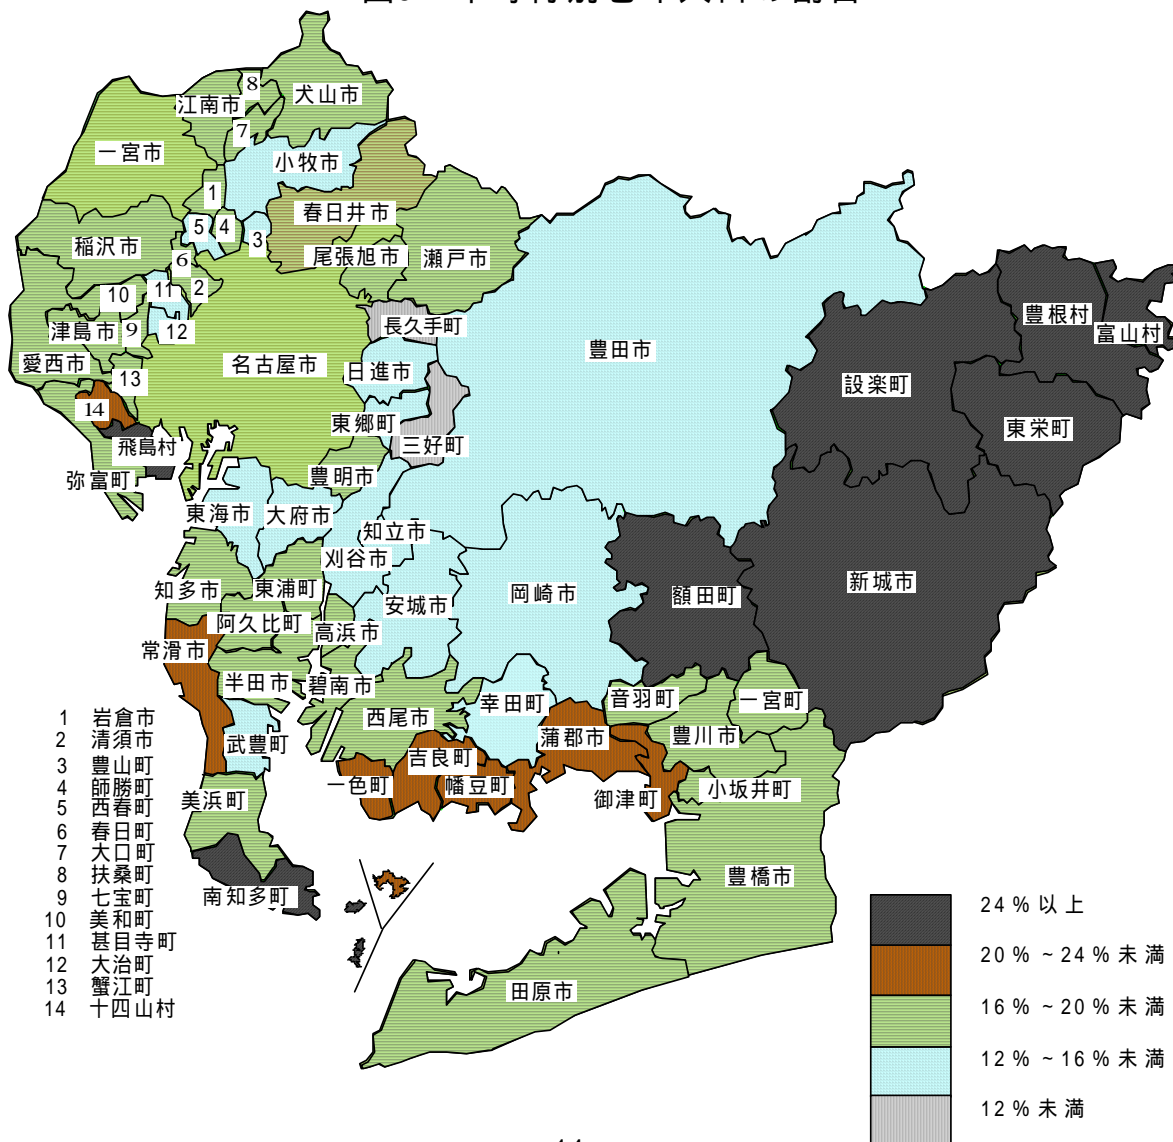 8
江南市
犬山市
7
一宮市
小牧市
1
春日井市
5
4
3
稲沢市
尾張旭市
瀬戸市
6
2
11
10
長久手町
豊根村
富山村
津島市
9
12
豊田市
愛西市
名古屋市
日進市
13
設楽町
14
東郷町
三好町
東栄町
飛島村
弥富町
豊明市
東海市
大府市
知立市
刈谷市
知多市
東浦町
安城市
岡崎市
額田町
新城市
阿久比町
高浜市
常滑市
半田市
碧南市
西尾市
幸田町
音羽町
一宮町
武豊町
蒲郡市
豊川市
吉良町
一色町
幡豆町
御津町
小坂井町
美浜町
南知多町
豊橋市
田原市
1 岩倉市
2 清須市
3 豊山町
4 師勝町
5 西春町
6 春日町
7 大口町
8 扶桑町
9 七宝町
10 美和町
11 甚目寺町
12 大治町
13 蟹江町
14 十四山村
24%以上
20%~24%未満
16%~20%未満
12%~16%未満
12%未満